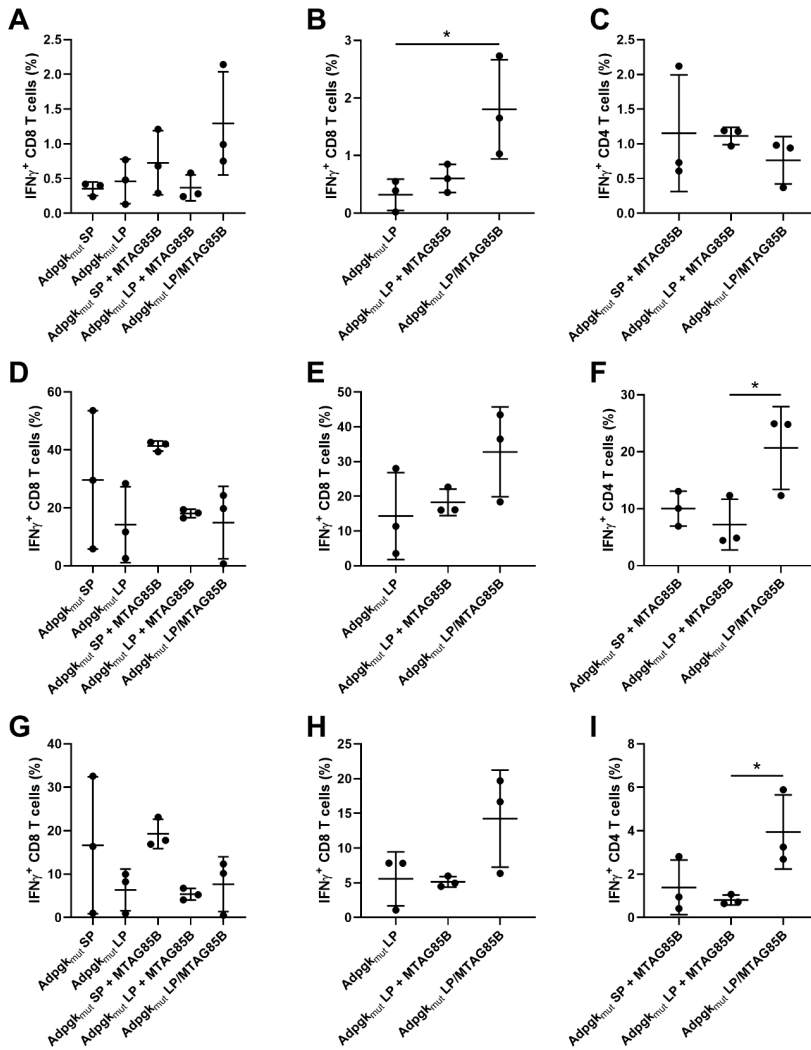 A
IFNγ+ CD8 T cells (%)
2.5
2.0
1.5
1.0
0.5
0.0
Adpgkmut SP
Adpgkmut LP
Adpgkmut SP + MTAG85B
Adpgkmut LP + MTAG85B
Adpgkmut LP/MTAG85B
B
IFNγ+ CD8 T cells (%)
3
2
1
0
*
Adpgkmut LP
Adpgkmut LP + MTAG85B
Adpgkmut LP/MTAG85B
C
IFNγ+ CD4 T cells (%)
2.5
2.0
1.5
1.0
0.5
0.0
Adpgkmut SP + MTAG85B
Adpgkmut LP + MTAG85B
Adpgkmut LP/MTAG85B
D
IFNγ+ CD8 T cells (%)
60
40
20
0
Adpgkmut SP
Adpgkmut LP
Adpgkmut SP + MTAG85B
Adpgkmut LP + MTAG85B
Adpgkmut LP/MTAG85B
E
IFNγ+ CD8 T cells (%)
50
40
30
20
10
0
Adpgkmut LP
Adpgkmut LP + MTAG85B
Adpgkmut LP/MTAG85B
F
IFNγ+ CD4 T cells (%)
30
20
10
0
*
Adpgkmut SP + MTAG85B
Adpgkmut LP + MTAG85B
Adpgkmut LP/MTAG85B
G
IFNγ+ CD8 T cells (%)
40
30
20
10
0
Adpgkmut SP
Adpgkmut LP
Adpgkmut SP + MTAG85B
Adpgkmut LP + MTAG85B
Adpgkmut LP/MTAG85B
H
IFNγ+ CD8 T cells (%)
25
20
15
10
5
0
Adpgkmut LP
Adpgkmut LP + MTAG85B
Adpgkmut LP/MTAG85B
I
IFNγ+ CD4 T cells (%)
8
6
4
2
0
*
Adpgkmut SP + MTAG85B
Adpgkmut LP + MTAG85B
Adpgkmut LP/MTAG85B